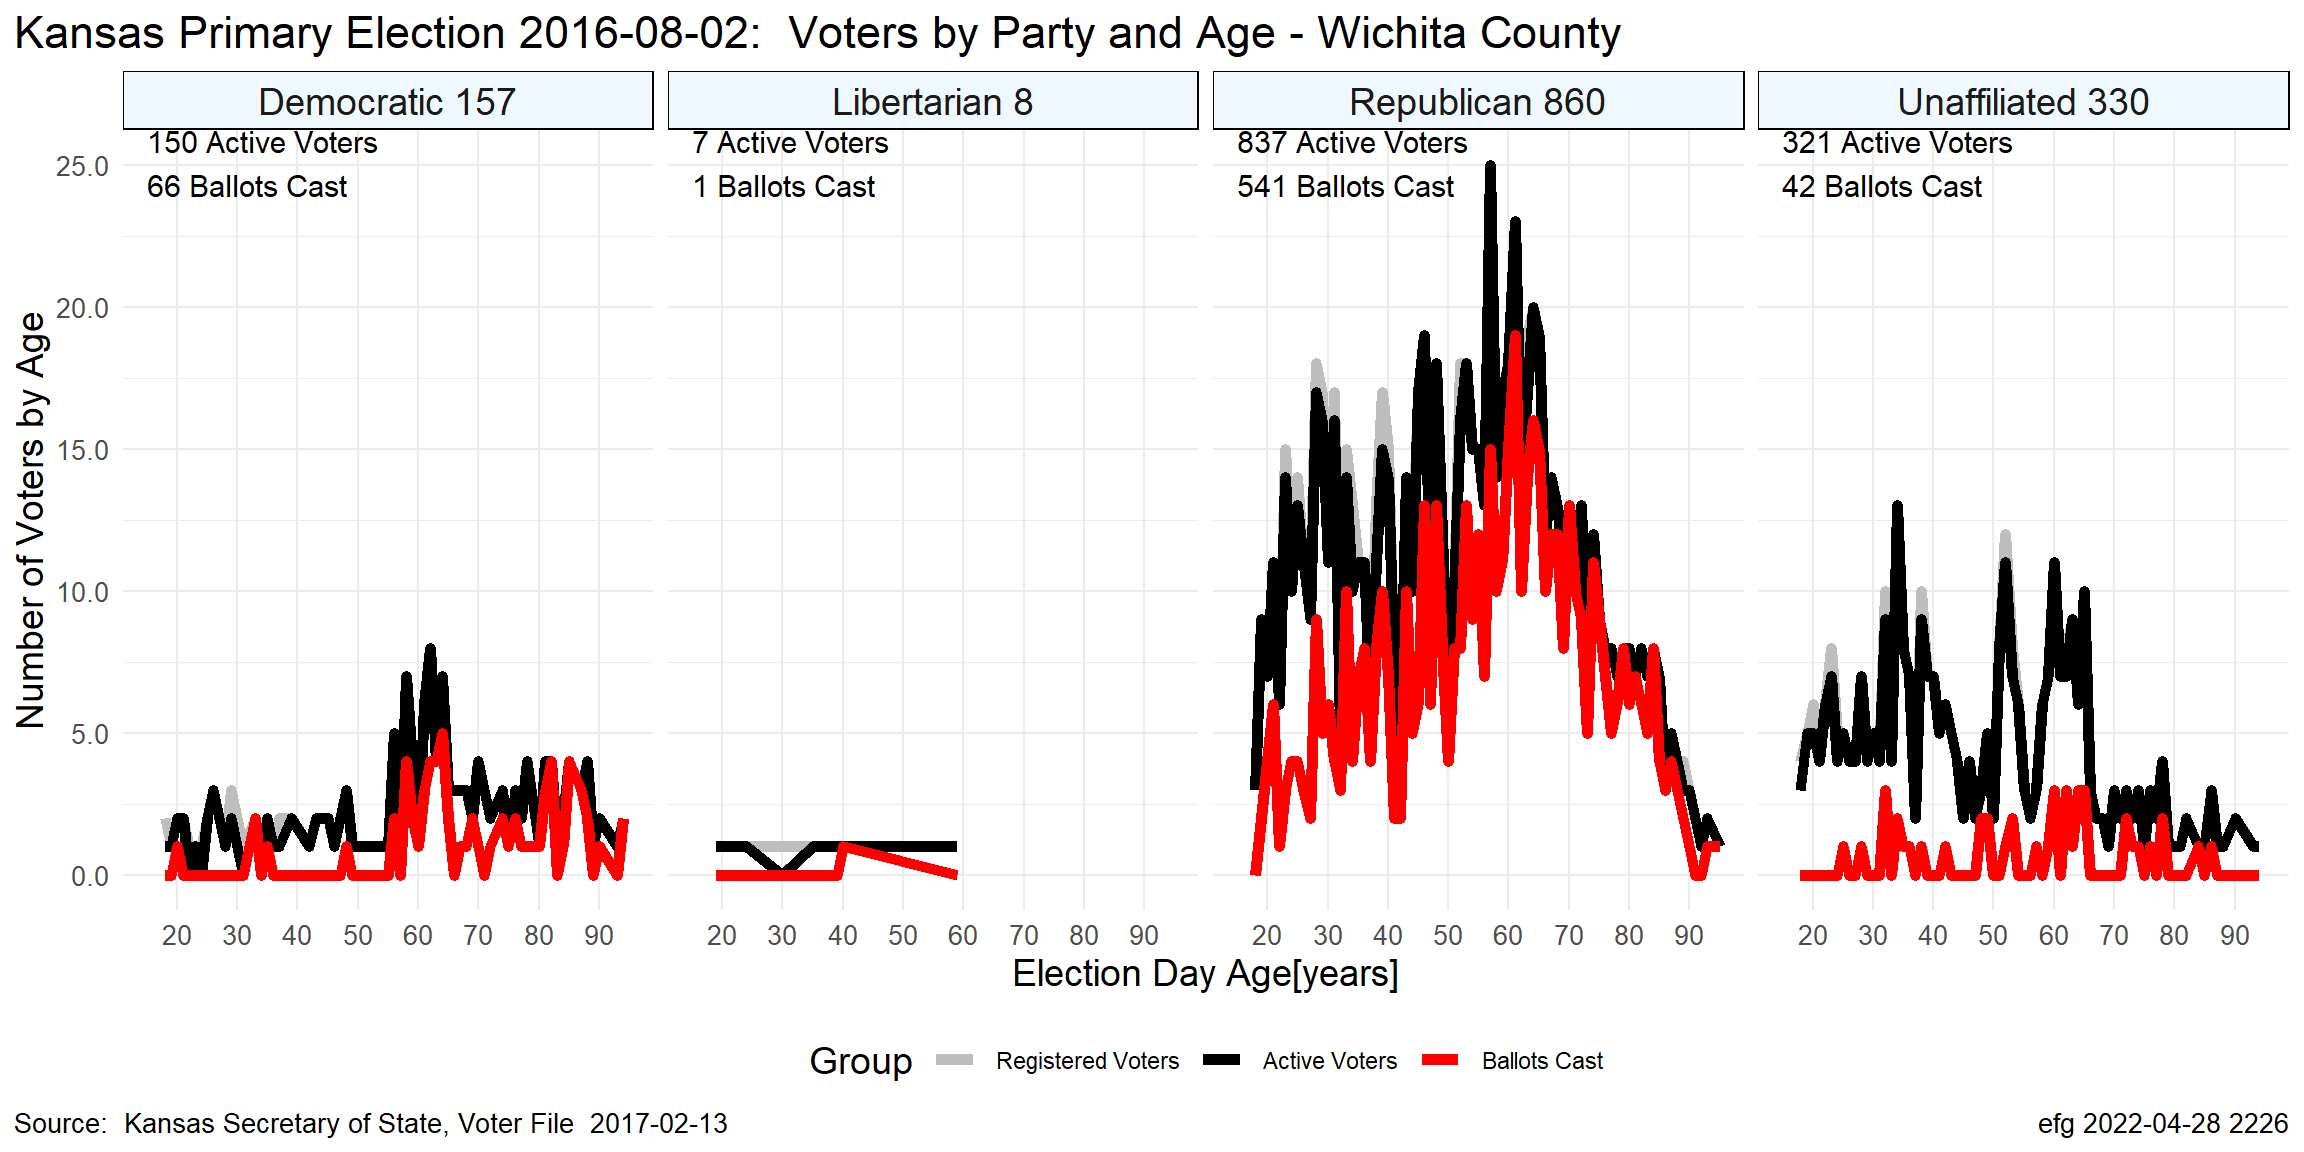 Kansas Primary Election 2016-08-02:  Voters by Party and Age - Wichita County
Democratic 157
Libertarian 8
Republican 860
Unaffiliated 330
150 Active Voters
66 Ballots Cast
7 Active Voters
1 Ballots Cast
837 Active Voters
541 Ballots Cast
321 Active Voters
42 Ballots Cast
Number of Voters by Age
25.0
20.0
15.0
10.0
5.0
0.0
20 30 40 50 60 70 80 90
20 30 40 50 60 70 80 90
20 30 40 50 60 70 80 90
20 30 40 50 60 70 80 90
Election Day Age[years]
Group Registered Voters Active Voters Ballots Cast
Source:  Kansas Secretary of State, Voter File  2017-02-13
efg 2022-04-28 2226